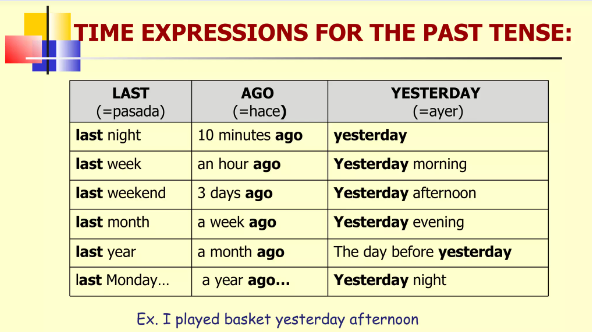 TIME EXPRESSIONS FOR THE PAST TENSE:
LAST AGO YESTERDAY
(=pasada) (=hace) (=ayer)
last night 10 minutes ago yesterday
last week an hour ago Yesterday morning
last weekend 3 days ago Yesterday afternoon
last month a week ago Yesterday evening
last year a month ago The day before yesterday
last Monday... a year ago... Yesterday night
Ex. I played basket yesterday afternoon